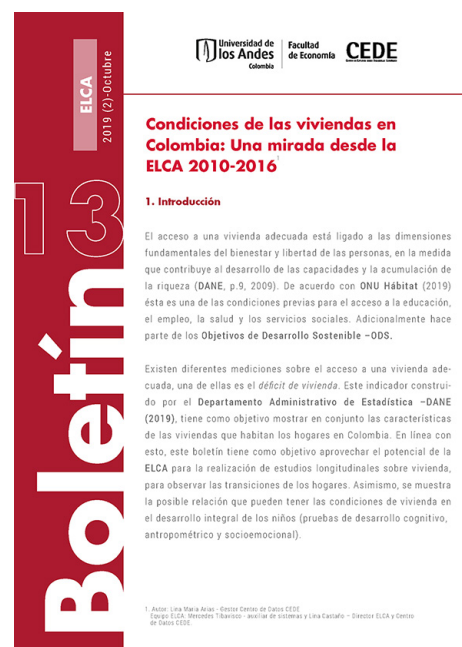 Universidad de
los Andes
Colombia
Facultad
de Economía
CEDE
ELCA
2019 (2)-Octubre
13
Boletín
Condiciones de las viviendas en
Colombia: Una mirada desde la
ELCA 2010-2016¹
1. Introducción
El acceso a una vivienda adecuada está ligado a las dimensiones
fundamentales del bienestar y libertad de las personas, en la medida
que contribuye al desarrollo de las capacidades y la acumulación de
la riqueza (DANE, p.9, 2009). De acuerdo con ONU Hábitat (2019)
ésta es una de las condiciones previas para el acceso a la educación,
el empleo, la salud y los servicios sociales. Adicionalmente hace
parte de los Objetivos de Desarrollo Sostenible –ODS.
Existen diferentes mediciones sobre el acceso a una vivienda ade-
cuada, una de ellas es el déficit de vivienda. Este indicador construi-
do por el Departamento Administrativo de Estadística –DANE
(2019), tiene como objetivo mostrar en conjunto las características
de las viviendas que habitan los hogares en Colombia. En línea con
esto, este boletín tiene como objetivo aprovechar el potencial de la
ELCA para la realización de estudios longitudinales sobre vivienda,
para observar las transiciones de los hogares. Asimismo, se muestra
la posible relación que pueden tener las condiciones de vivienda en
el desarrollo integral de los niños (pruebas de desarrollo cognitivo,
antropométrico y socioemocional).
1. Autor: Lina María Arias - Gestor Centro de Datos CEDE
Equipo ELCA: Mercedes Tibavisco - auxiliar de sistemas y Lina Castaño – Director ELCA y Centro
de Datos CEDE.